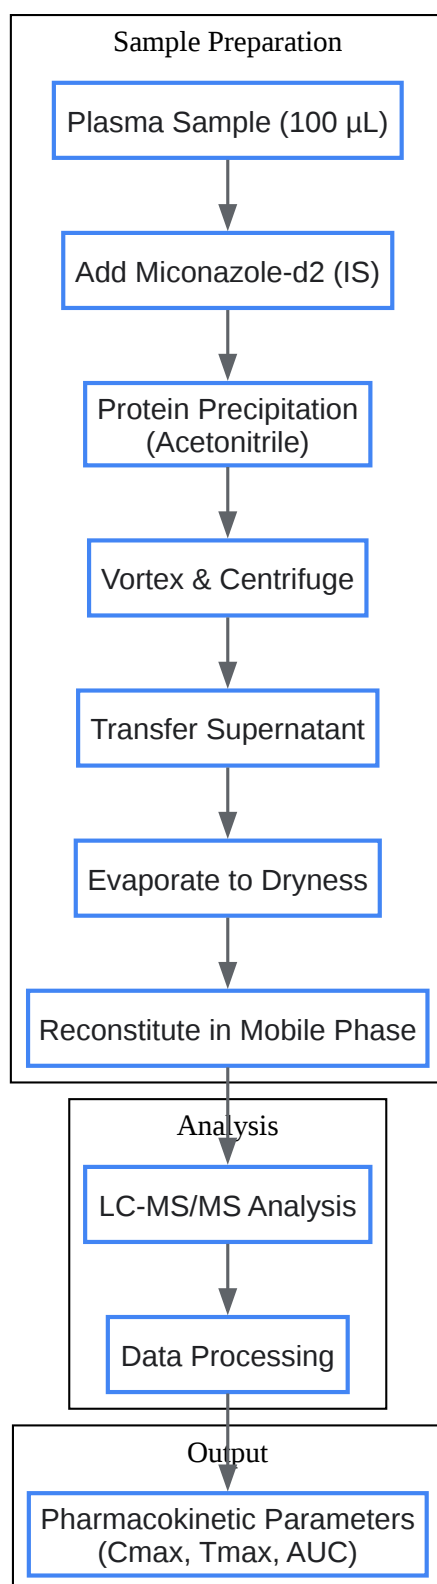 Sample Preparation
Plasma Sample (100 µL)
Add Miconazole-d2 (IS)
Protein Precipitation
(Acetonitrile)
Vortex & Centrifuge
Transfer Supernatant
Evaporate to Dryness
Reconstitute in Mobile Phase
Analysis
LC-MS/MS Analysis
Data Processing
Output
Pharmacokinetic Parameters
(Cmax, Tmax, AUC)